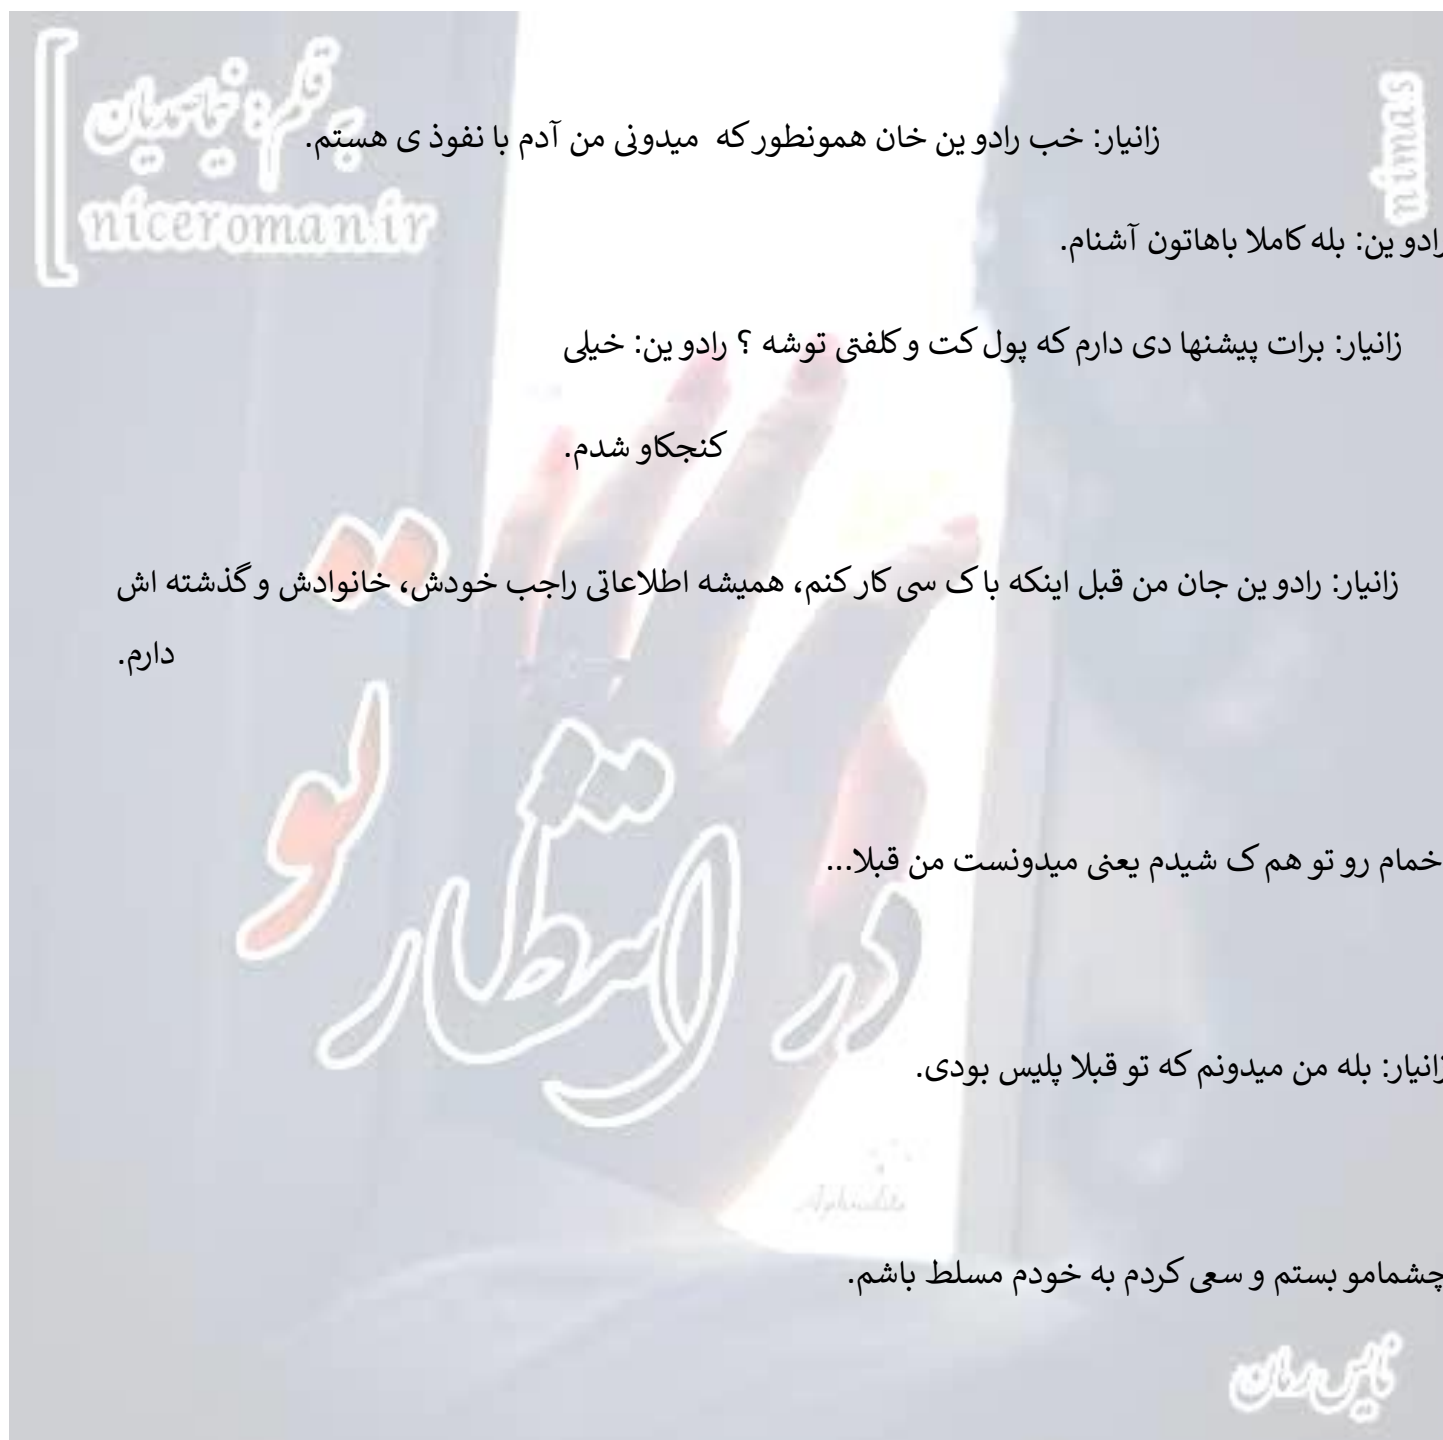 به قلم: نیما صیدیان
niceroman.ir
nima.s
زانیار: خب رادو ین خان همونطور که میدونی من آدم با نفوذ ی هستم.
رادو ین: بله کاملا باهاتون آشنام.
زانیار: برات پیشنها دی دارم که پول کت و کلفتی توشه ؟ رادو ین: خیلی
کنجکاو شدم.
زانیار: رادو ین جان من قبل اینکه با ک سی کار کنم، همیشه اطلاعاتی راجب خودش، خانوادش و گذشته اش
دارم.
خمام رو تو هم ک شیدم یعنی میدونست من قبلا...
زانیار: بله من میدونم که تو قبلا پلیس بودی.
چشمامو بستم و سعی کردم به خودم مسلط باشم.
در انتظار تو
Aphrodite
نایس رمان